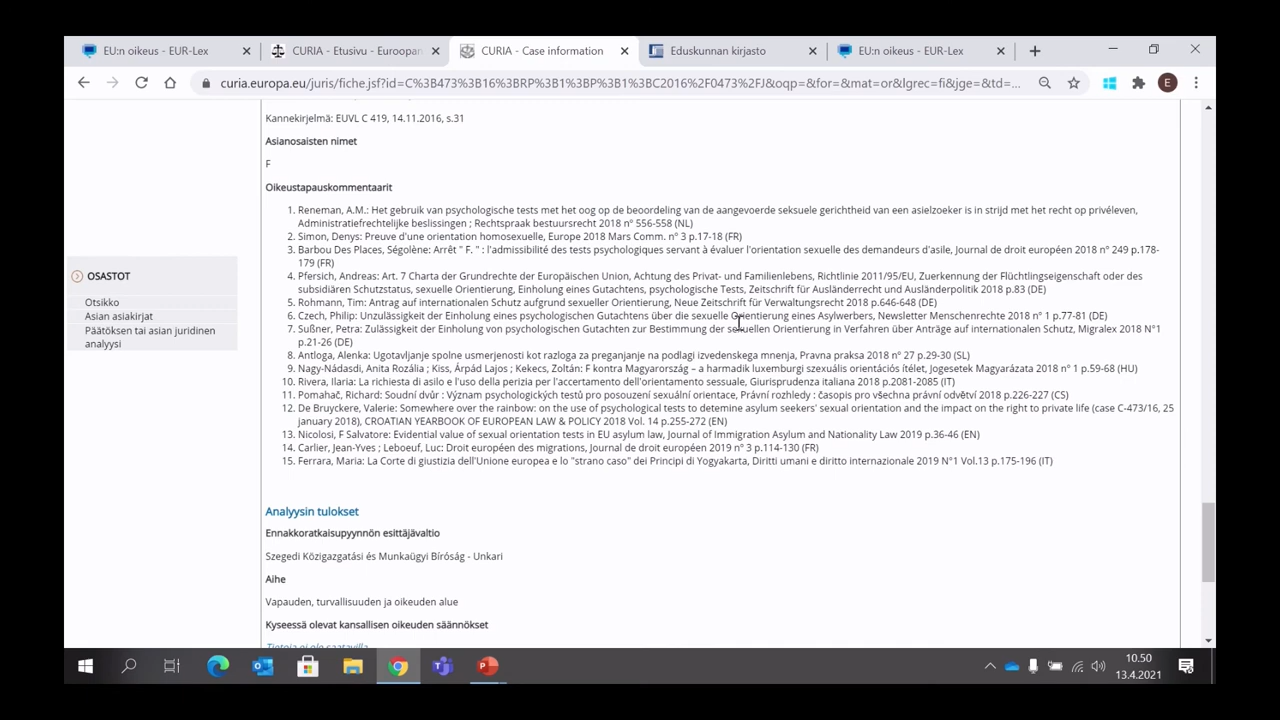 EU:n oikeus - EUR-Lex
CURIA - Etusivu - Euroopan
CURIA - Case information
Eduskunnan kirjasto
EU:n oikeus - EUR-Lex
curia.europa.eu/juris/fiche.jsf?id=C%3B473%3B16%3BRP%3B1%3BP%3B1%3BC2016%2F0473%2FJ&oqp=&for=&mat=or&lgrec=fi&jge=&td=...
E
Kannekirjelmä: EUVL C 419, 14.11.2016, s.31
Asianosaisten nimet
F
Oikeustapauskommentaarit
1. Reneman, A.M.: Het gebruik van psychologische tests met het oog op de beoordeling van de aangevoerde seksuele gerichtheid van een asielzoeker is in strijd met het recht op privéleven,
Administratiefrechtelijke beslissingen ; Rechtspraak bestuursrecht 2018 nº 556-558 (NL)
2. Simon, Denys: Preuve d'une orientation homosexuelle, Europe 2018 Mars Comm. nº 3 p.17-18 (FR)
3. Barbou Des Places, Ségolène: Arrêt " F. " : l'admissibilité des tests psychologiques servant à évaluer l'orientation sexuelle des demandeurs d'asile, Journal de droit européen 2018 nº 249 p.178-
179 (FR)
4. Pfersich, Andreas: Art. 7 Charta der Grundrechte der Europäischen Union, Achtung des Privat- und Familienlebens, Richtlinie 2011/95/EU, Zuerkennung der Flüchtlingseigenschaft oder des
subsidiären Schutzstatus, sexuelle Orientierung, Einholung eines Gutachtens, psychologische Tests, Zeitschrift für Ausländerrecht und Ausländerpolitik 2018 p.83 (DE)
5. Rohmann, Tim: Antrag auf internationalen Schutz aufgrund sexueller Orientierung, Neue Zeitschrift für Verwaltungsrecht 2018 p.646-648 (DE)
6. Czech, Philip: Unzulässigkeit der Einholung eines psychologischen Gutachtens über die sexuelle Orientierung eines Asylwerbers, Newsletter Menschenrechte 2018 nº 1 p.77-81 (DE)
7. Sußner, Petra: Zulässigkeit der Einholung von psychologischen Gutachten zur Bestimmung der sexuellen Orientierung in Verfahren über Anträge auf internationalen Schutz, Migralex 2018 Nº1
p.21-26 (DE)
8. Antloga, Alenka: Ugotavljanje spolne usmerjenosti kot razloga za preganjanje na podlagi izvedenskega mnenja, Pravna praksa 2018 nº 27 p.29-30 (SL)
9. Nagy-Nádasdi, Anita Rozália ; Kiss, Árpád Lajos ; Kekecs, Zoltán: F kontra Magyarország – a harmadik luxemburgi szexuális orientációs ítélet, Jogesetek Magyarázata 2018 nº 1 p.59-68 (HU)
10. Rivera, Ilaria: La richiesta di asilo e l'uso della perizia per l'accertamento dell'orientamento sessuale, Giurisprudenza italiana 2018 p.2081-2085 (IT)
11. Pomahač, Richard: Soudní dvůr : Význam psychologických testů pro posouzení sexuální orientace, Právní rozhledy : časopis pro všechna právní odvětví 2018 p.226-227 (CS)
12. De Bruyckere, Valerie: Somewhere over the rainbow: on the use of psychological tests to detemine asylum seekers' sexual orientation and the impact on the right to private life (case C-473/16, 25
january 2018), CROATIAN YEARBOOK OF EUROPEAN LAW & POLICY 2018 Vol. 14 p.255-272 (EN)
13. Nicolosi, F Salvatore: Evidential value of sexual orientation tests in EU asylum law, Journal of Immigration Asylum and Nationality Law 2019 p.36-46 (EN)
14. Carlier, Jean-Yves ; Leboeuf, Luc: Droit européen des migrations, Journal de droit européen 2019 nº 3 p.114-130 (FR)
15. Ferrara, Maria: La Corte di giustizia dell'Unione europea e lo "strano caso" dei Principi di Yogyakarta, Diritti umani e diritto internazionale 2019 Nº1 Vol.13 p.175-196 (IT)
OSASTOT
Otsikko
Asian asiakirjat
Päätöksen tai asian juridinen
analyysi
Analyysin tulokset
Ennakkoratkaisupyynnön esittäjävaltio
Szegedi Közigazgatási és Munkaügyi Bíróság - Unkari
Aihe
Vapauden, turvallisuuden ja oikeuden alue
Kyseessä olevat kansallisen oikeuden säännökset
Tietoja ei ole saatavilla
10.50
13.4.2021